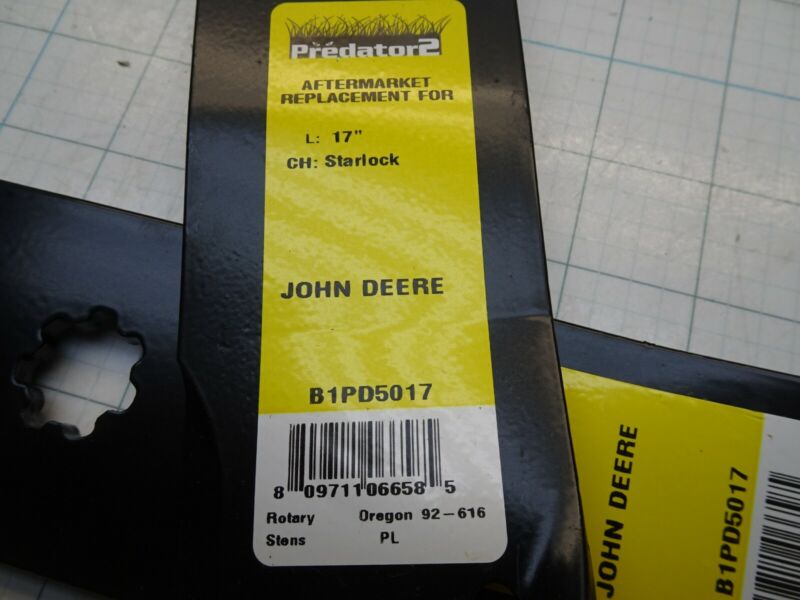 Predator2
AFTERMARKET
REPLACEMENT FOR
L: 17"
CH: Starlock
JOHN DEERE
B1PD5017
8 09711 06658 5
Rotary Oregon 92-616
Stens PL
JOHN DEERE
B1PD5017